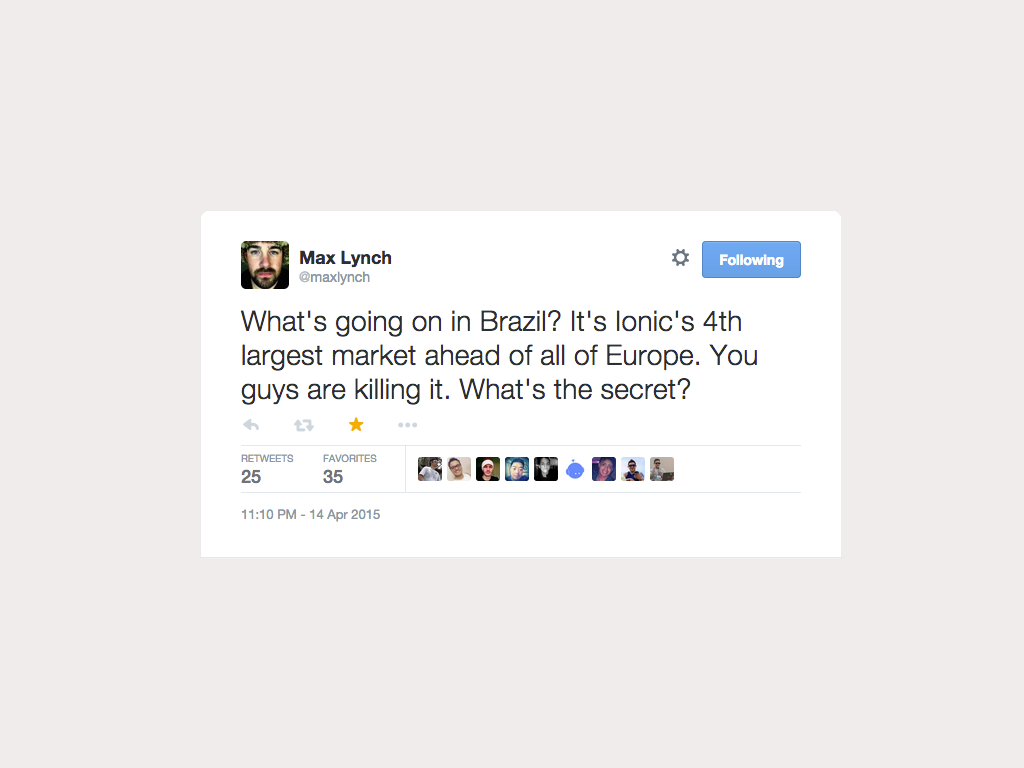 Max Lynch
@maxlynch
Following
What's going on in Brazil? It's Ionic's 4th
largest market ahead of all of Europe. You
guys are killing it. What's the secret?
RETWEETS FAVORITES
25 35
11:10 PM - 14 Apr 2015